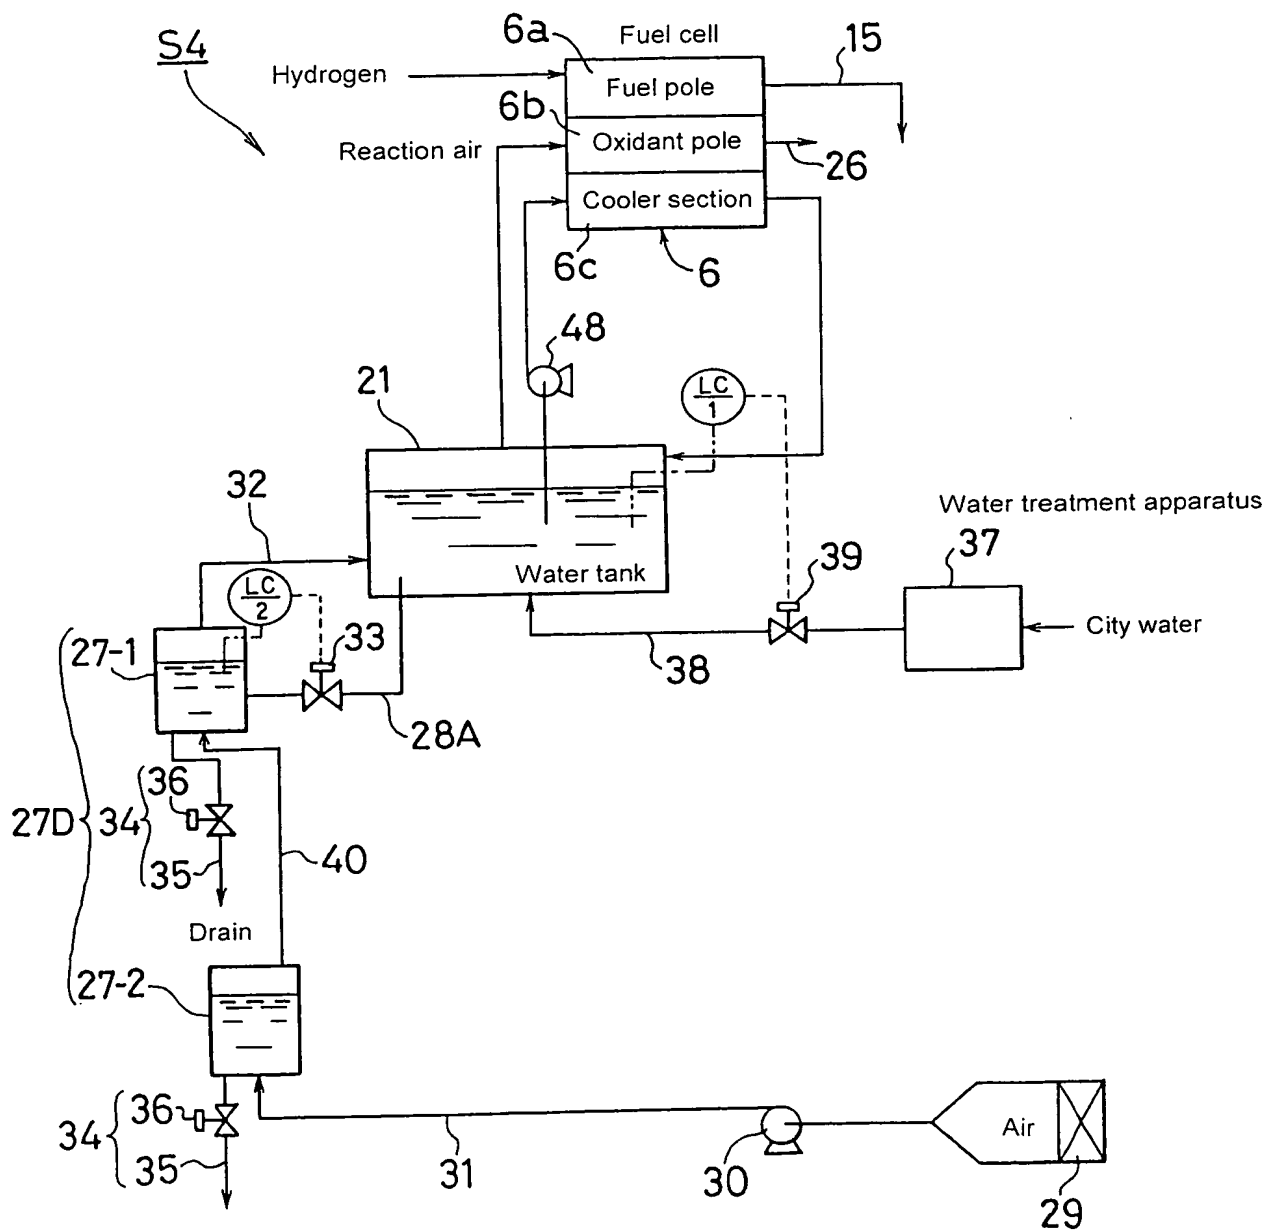 S4
6a
Fuel cell
15
Hydrogen
Fuel pole
6b
Oxidant pole
Reaction air
26
Cooler section
6c
6
48
21
LC
1
32
Water treatment apparatus
37
39
LC
2
Water tank
City water
27-1
33
38
28A
36
27D
34
35
40
Drain
27-2
36
34
35
31
30
Air
29